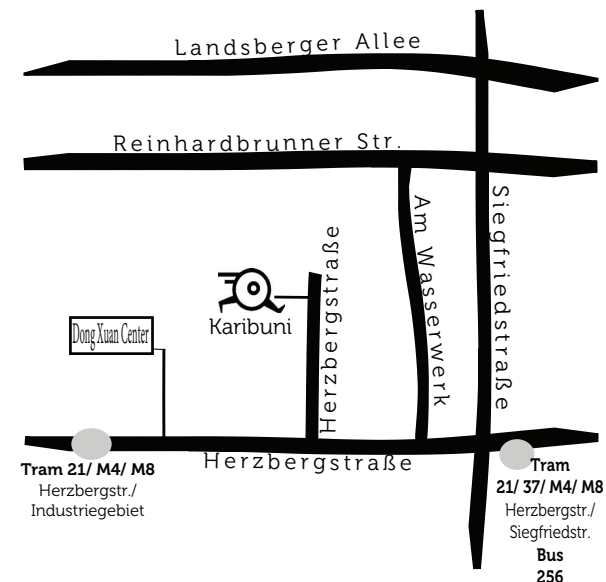 Landsberger Allee
Reinhardbrunner Str.
Siegfriedstraße
Am Wasserwerk
Herzbergstraße
Karibuni
Dong Xuan Center
Herzbergstraße
Tram 21/ M4/ M8
Herzbergstr./
Industriegebiet
Tram
21/ 37/ M4/ M8
Herzbergstr./
Siegfriedstr.
Bus
256